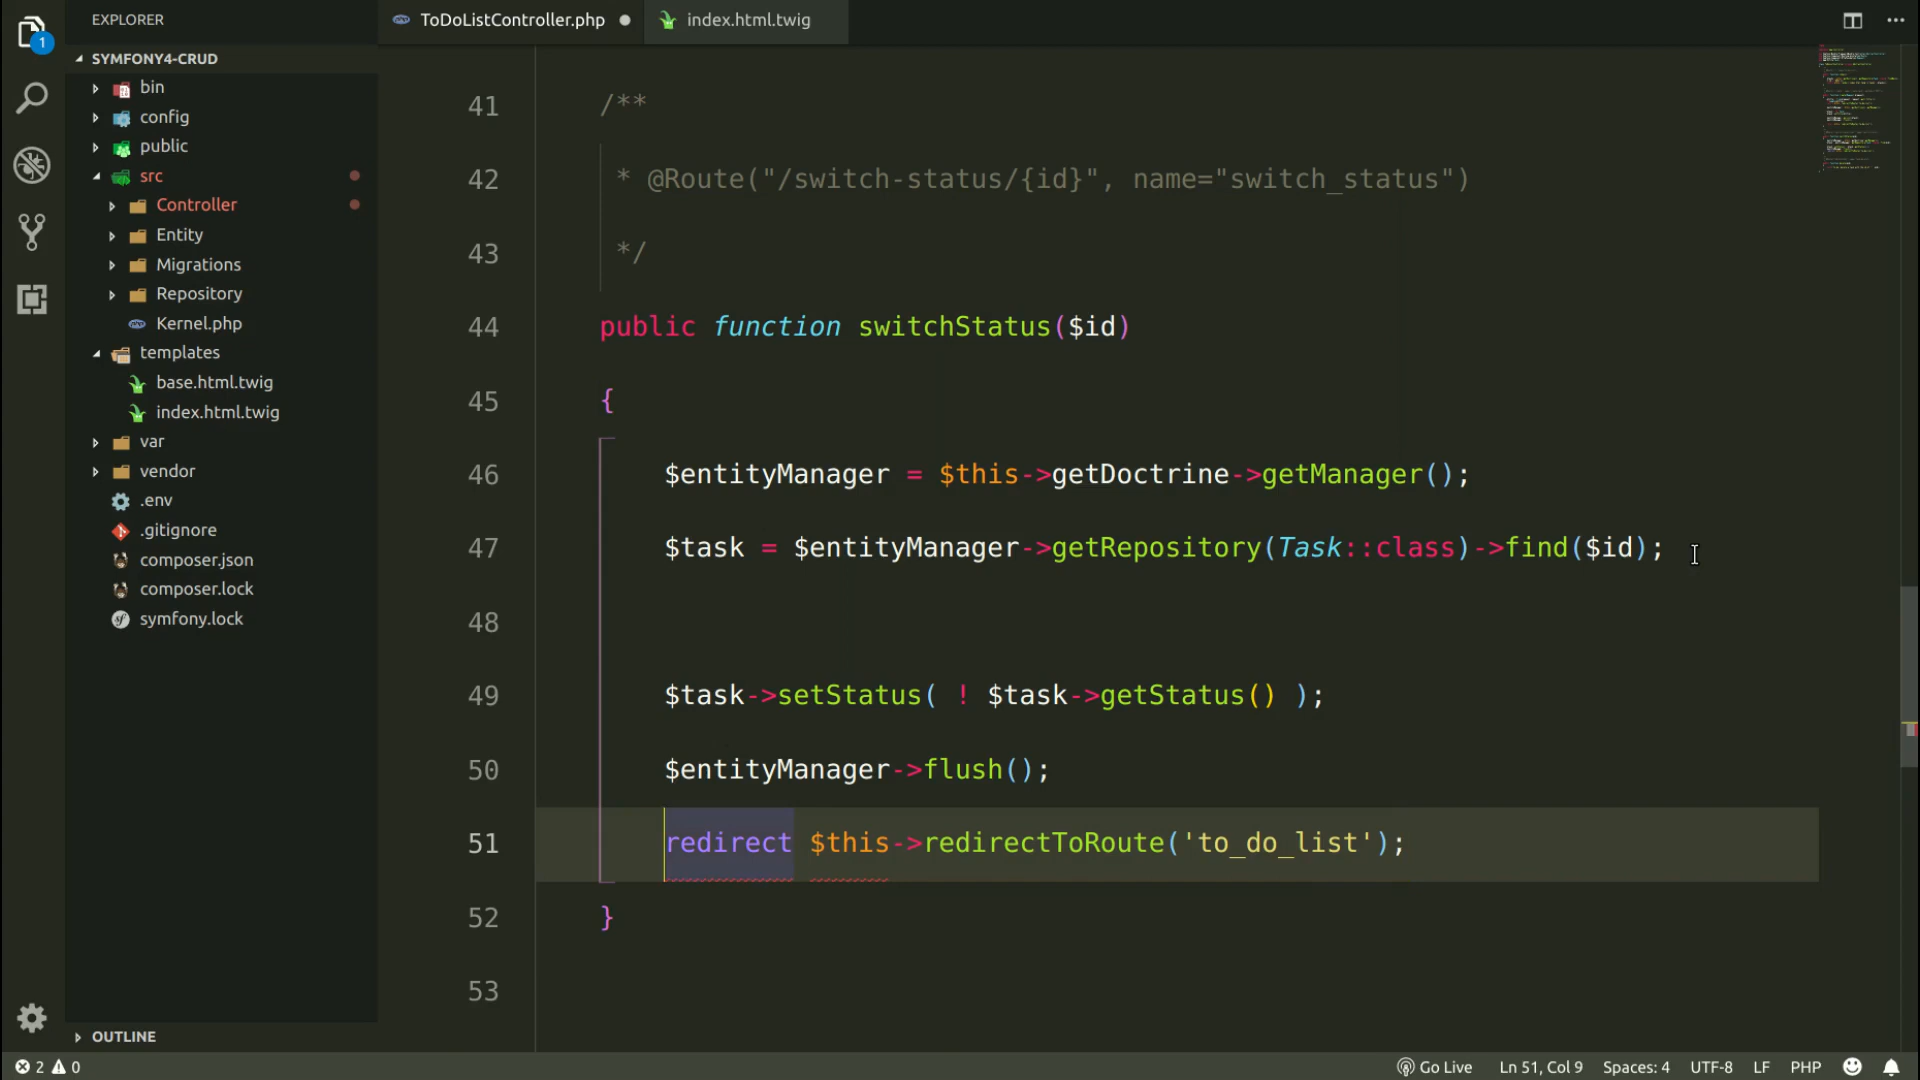 EXPLORER
ToDoListController.php
index.html.twig
1
SYMFONY4-CRUD
bin
config
public
src
Controller
Entity
Migrations
Repository
Kernel.php
templates
base.html.twig
index.html.twig
var
vendor
.env
.gitignore
composer.json
composer.lock
symfony.lock
OUTLINE
41 /**
42 * @Route("/switch-status/{id}", name="switch_status")
43 */
44 public function switchStatus($id)
45 {
46 $entityManager = $this->getDoctrine->getManager();
47 $task = $entityManager->getRepository(Task::class)->find($id);
48
49 $task->setStatus( ! $task->getStatus() );
50 $entityManager->flush();
51 redirect $this->redirectToRoute('to_do_list');
52 }
53
2 0
Go Live Ln 51, Col 9 Spaces: 4 UTF-8 LF PHP